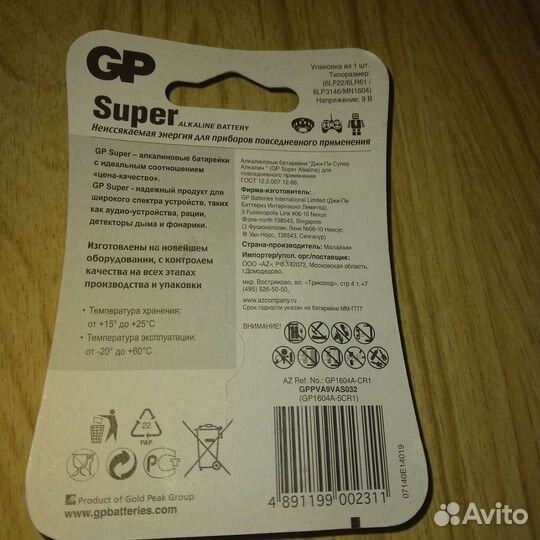 GP
Super
ALKALINE BATTERY
Неиссякаемая энергия для приборов повседневного применения
Упаковка из 1 шт.
Типоразмер:
(6LF22/6LR61 /
6LP3146/MN1604)
Напряжение: 9 В
GP Super – алкалиновые батарейки
с идеальным соотношением
«цена-качество».
GP Super - надежный продукт для
широкого спектра устройств, таких
как аудио-устройства, рации,
детекторы дыма и фонарики.
Изготовлены на новейшем
оборудовании, с контролем
качества на всех этапах
производства и упаковки
• Температура хранения:
от +15° до +25°C
• Температура эксплуатации:
от -20° до +60°C
Алкалиновые батарейки "Джи-Пи Супер
Алкалин" (GP Super Alkaline) для
повседневного применения
ГОСТ 12.2.007.12-88.
Фирма-изготовитель:
GP Batteries International Limited (Джи-Пи
Бэттериз Интернэшнл Лимитед),
3 Fusionopolis Link #06-10 Nexus
@one-north 138543, Singapore
(3 Фусионополис Линк #06-10 Нексус
@ Уан-Норс, 138543, Сингапур)
Страна-производитель: Малайзия
Импортер/упол. орг./поставщик:
ООО «AZ», РФ,142072, Московская область,
г.Домодедово,
мкр. Востряково, вл. «Триколор», стр.4 т. +7
(495) 926-50-50,
www.azcompany.ru
Срок годности указан на батарейке ММ-ГГГГ
ВНИМАНИЕ!
AZ Ref. No.: GP1604A-CR1
GPPVA9VAS032
(GP1604A-5CR1)
22
PAP
Product of Gold Peak Group
www.gpbatteries.com
4 891199 002311
07140E14019
Avito